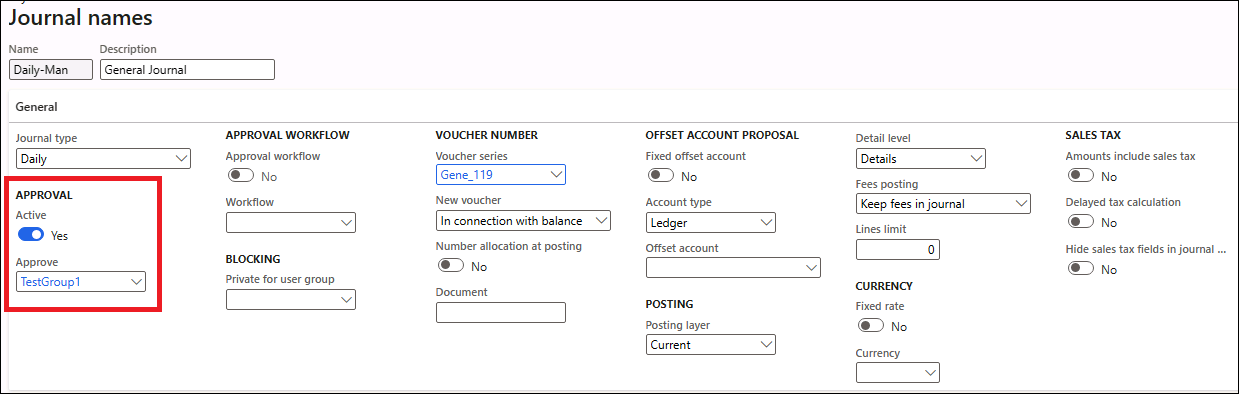 Journal names
Name
Description
Daily-Man
General Journal
General
Journal type
Daily
APPROVAL
Active
Yes
Approve
TestGroup1
APPROVAL WORKFLOW
Approval workflow
No
Workflow
BLOCKING
Private for user group
VOUCHER NUMBER
Voucher series
Gene_119
New voucher
In connection with balance
Number allocation at posting
No
Document
OFFSET ACCOUNT PROPOSAL
Fixed offset account
No
Account type
Ledger
Offset account
POSTING
Posting layer
Current
Detail level
Details
Fees posting
Keep fees in journal
Lines limit
0
CURRENCY
Fixed rate
No
Currency
SALES TAX
Amounts include sales tax
No
Delayed tax calculation
No
Hide sales tax fields in journal ...
No